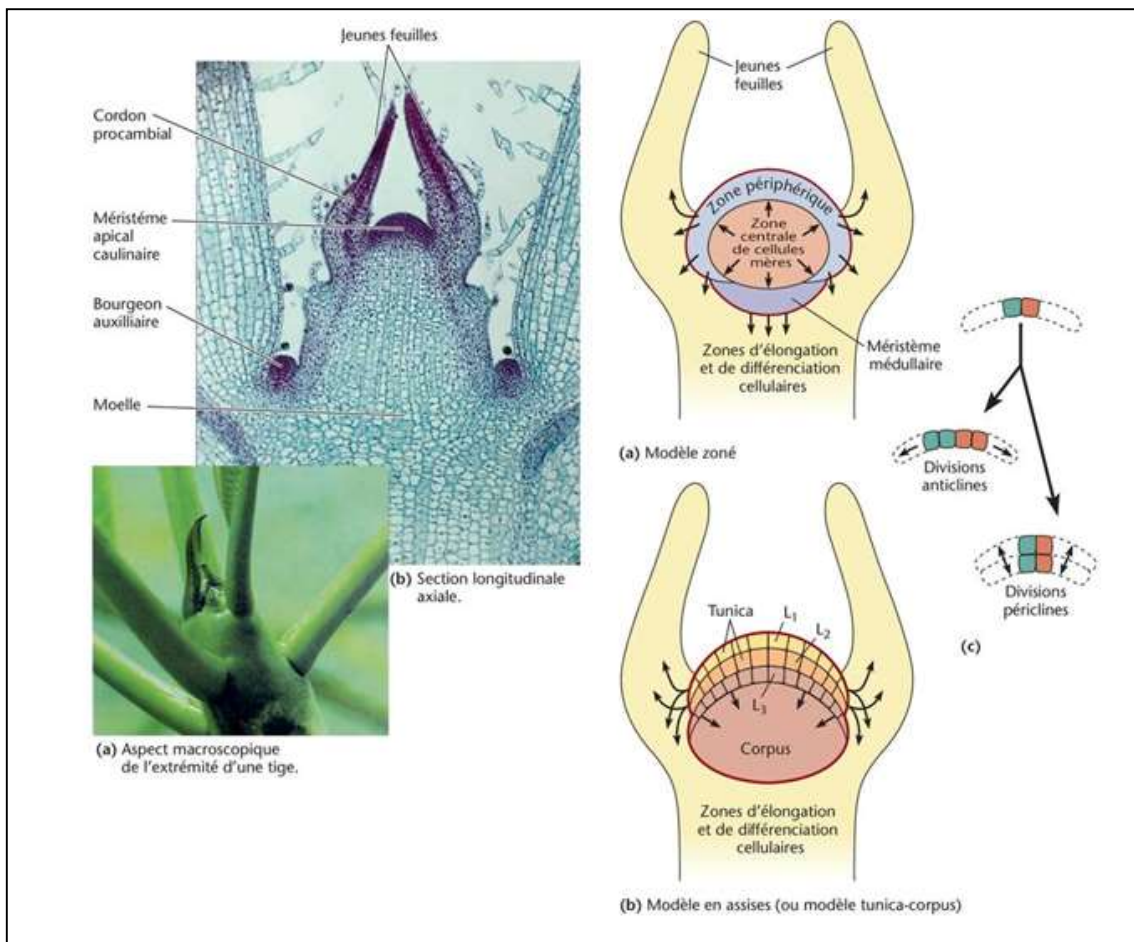 Jeunes feuilles
Cordon
procambial
Méristéme
apical
caulinaire
Bourgeon
auxilliaire
Moelle
(b) Section longitudinale
axiale.
(a) Aspect macroscopique
de l'extrémité d'une tige.
Jeunes
feuilles
Zone périphérique
Zone
centrale
de cellules
mères
Méristème
médullaire
Zones d'élongation
et de différenciation
cellulaires
(a) Modèle zoné
Divisions
anticlines
Divisions
périclines
(c)
Tunica
L1
L2
L3
Corpus
Zones d'élongation
et de différenciation
cellulaires
(b) Modèle en assises (ou modèle tunica-corpus)